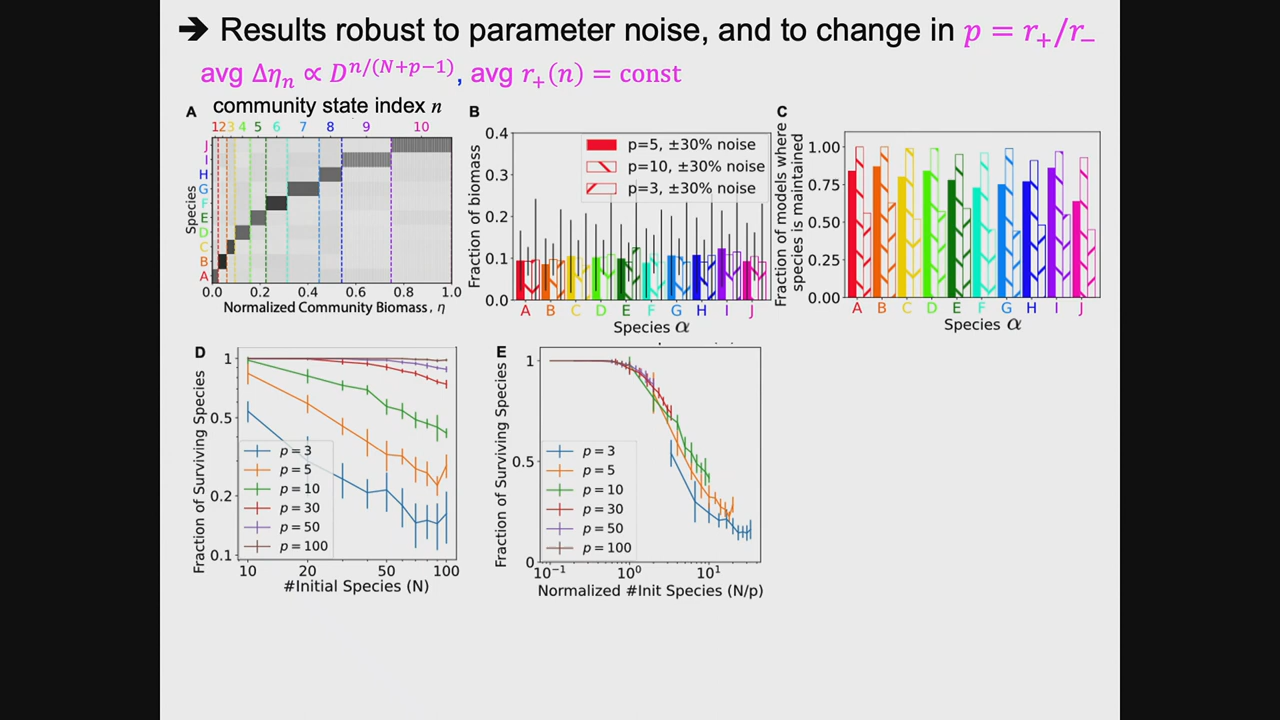 ➔ Results robust to parameter noise, and to change in p = r₊/r₋
avg Δηₙ ∝ D^{n/(N+p−1)}, avg r₊(n) = const
A
community state index n
1 2 3 4 5 6 7 8 9 10
Species
J
I
H
G
F
E
D
C
B
A
0.0 0.2 0.4 0.6 0.8 1.0
Normalized Community Biomass, η
B
Fraction of biomass
0.4
0.3
0.2
0.1
0.0
p=5, ±30% noise
p=10, ±30% noise
p=3, ±30% noise
A B C D E F G H I J
Species α
C
Fraction of models where
species is maintained
1.00
0.75
0.50
0.25
0.00
A B C D E F G H I J
Species α
D
Fraction of Surviving Species
1
0.5
0.2
0.1
p = 3
p = 5
p = 10
p = 30
p = 50
p = 100
10 20 50 100
#Initial Species (N)
E
Fraction of Surviving Species
1
0.5
0
p = 3
p = 5
p = 10
p = 30
p = 50
p = 100
10⁻¹ 10⁰ 10¹
Normalized #Init Species (N/p)